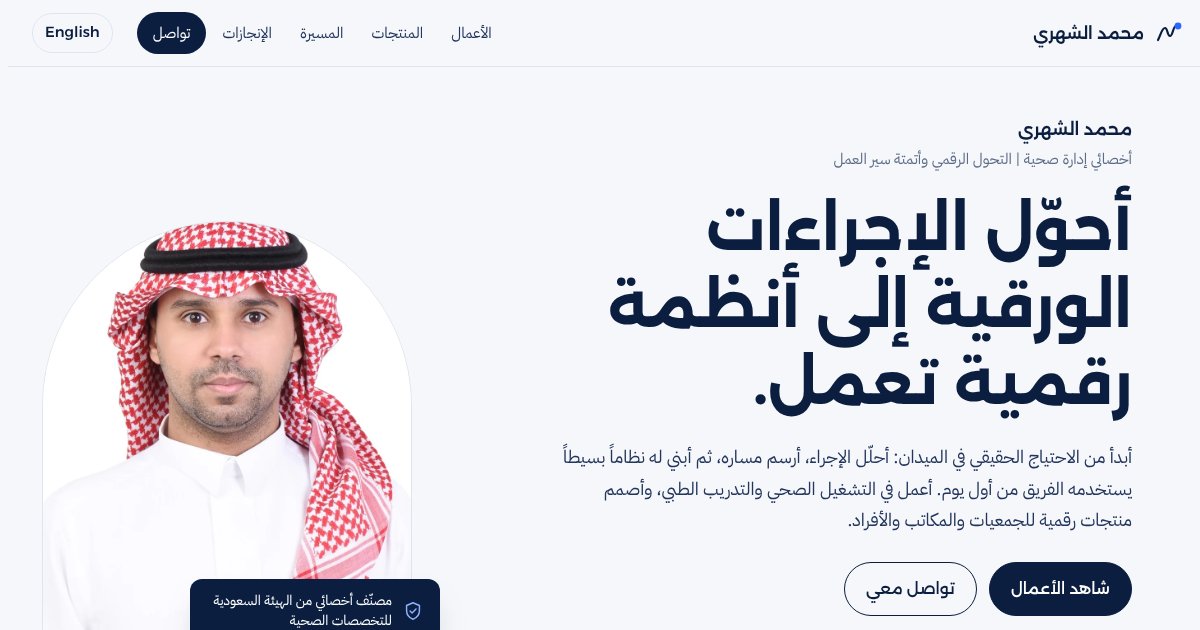 محمد الشهري
الأعمال
المنتجات
المسيرة
الإنجازات
تواصل
English
محمد الشهري
أخصائي إدارة صحية | التحول الرقمي وأتمتة سير العمل
أحوّل الإجراءات
الورقية إلى أنظمة
رقمية تعمل.
أبدأ من الاحتياج الحقيقي في الميدان: أحلّل الإجراء، أرسم مساره، ثم أبني له نظاماً بسيطاً
يستخدمه الفريق من أول يوم. أعمل في التشغيل الصحي والتدريب الطبي، وأصمم
منتجات رقمية للجمعيات والمكاتب والأفراد.
شاهد الأعمال
تواصل معي
مصنّف أخصائي من الهيئة السعودية
للتخصصات الصحية